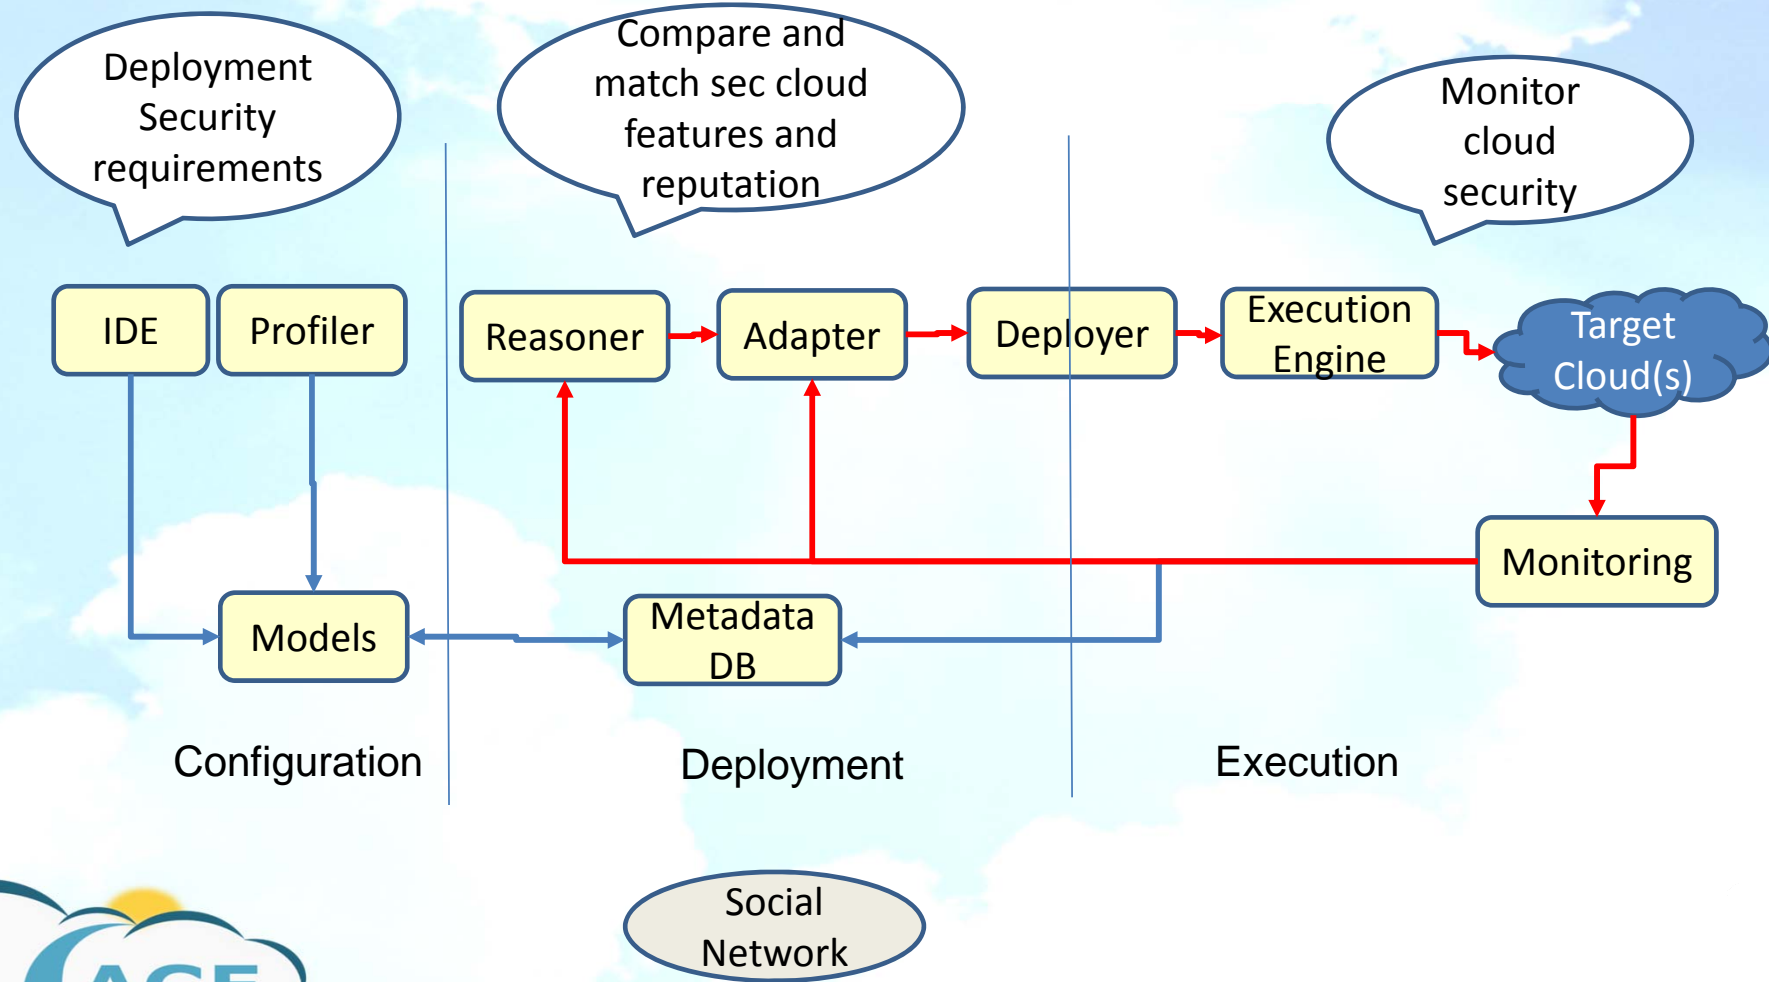 Deployment
Security
requirements
Compare and
match sec cloud
features and
reputation
Monitor
cloud
security
IDE
Profiler
Reasoner
Adapter
Deployer
Execution
Engine
Target
Cloud(s)
Monitoring
Models
Metadata
DB
Configuration
Deployment
Execution
Social
Network